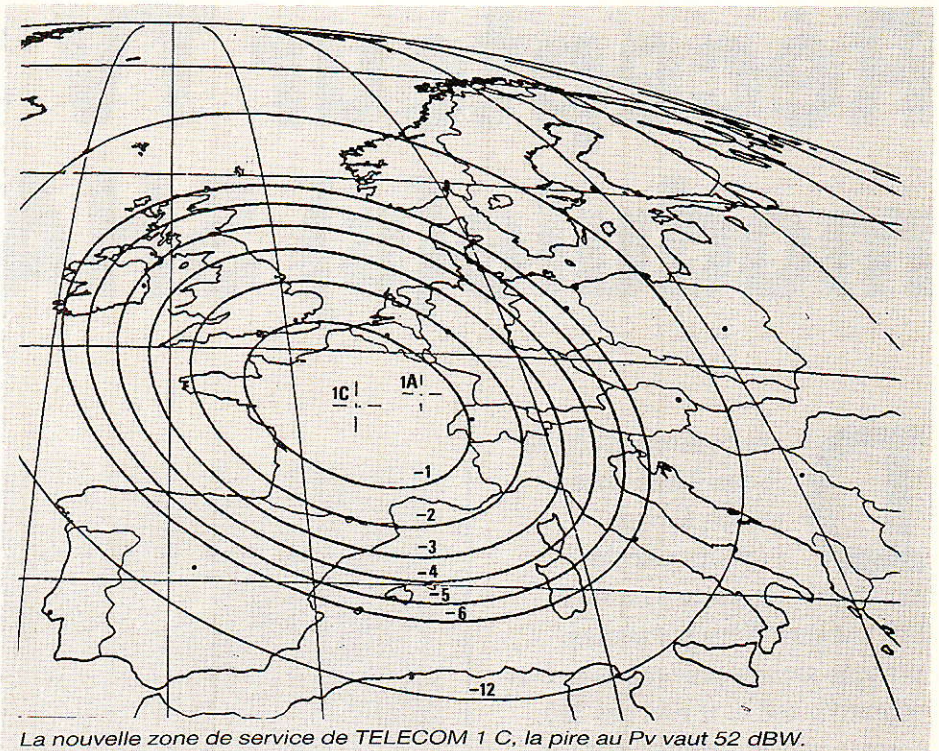 1C
1A
-1
-2
-3
-4
-5
-6
-12
La nouvelle zone de service de TELECOM 1 C, la pire au Pv vaut 52 dBW.